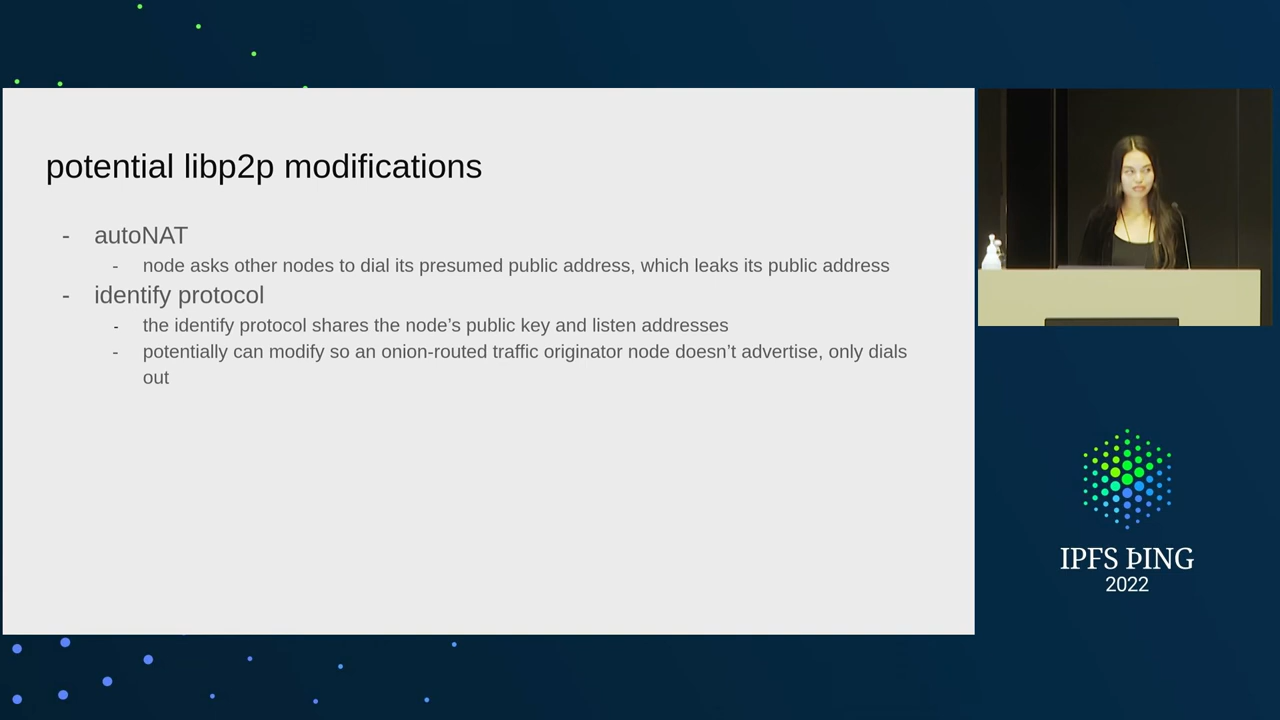 potential libp2p modifications
- autoNAT
- node asks other nodes to dial its presumed public address, which leaks its public address
- identify protocol
- the identify protocol shares the node’s public key and listen addresses
- potentially can modify so an onion-routed traffic originator node doesn’t advertise, only dials
out
IPFS ÞING
2022